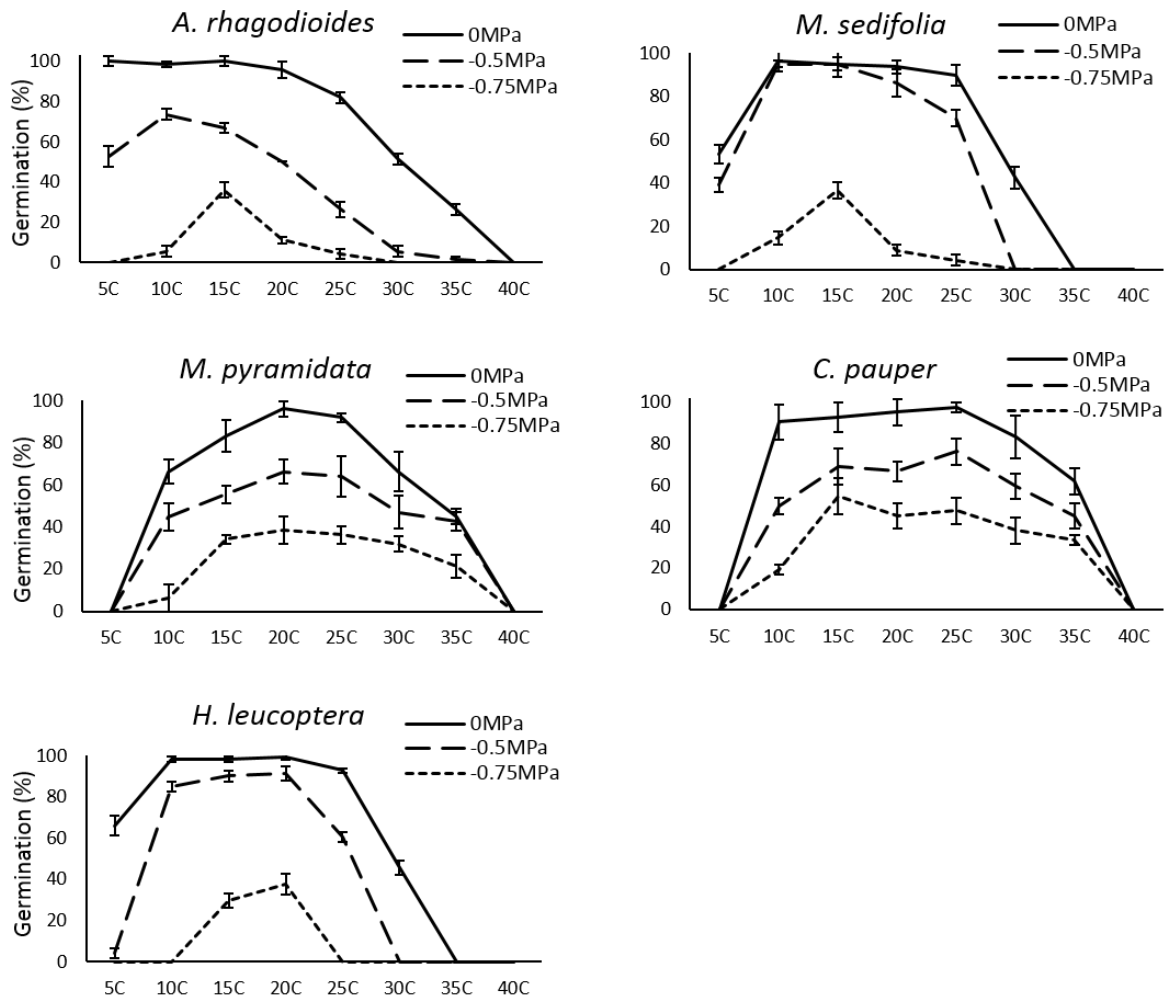 A. rhagodioides
0MPa
-0.5MPa
-0.75MPa
Germination (%)
100
80
60
40
20
0
5C 10C 15C 20C 25C 30C 35C 40C
M. sedifolia
0MPa
-0.5MPa
-0.75MPa
100
80
60
40
20
0
5C 10C 15C 20C 25C 30C 35C 40C
M. pyramidata
0MPa
-0.5MPa
-0.75MPa
Germination (%)
100
80
60
40
20
0
5C 10C 15C 20C 25C 30C 35C 40C
C. pauper
0MPa
-0.5MPa
-0.75MPa
100
80
60
40
20
0
5C 10C 15C 20C 25C 30C 35C 40C
H. leucoptera
0MPa
-0.5MPa
-0.75MPa
Germination (%)
100
80
60
40
20
0
5C 10C 15C 20C 25C 30C 35C 40C